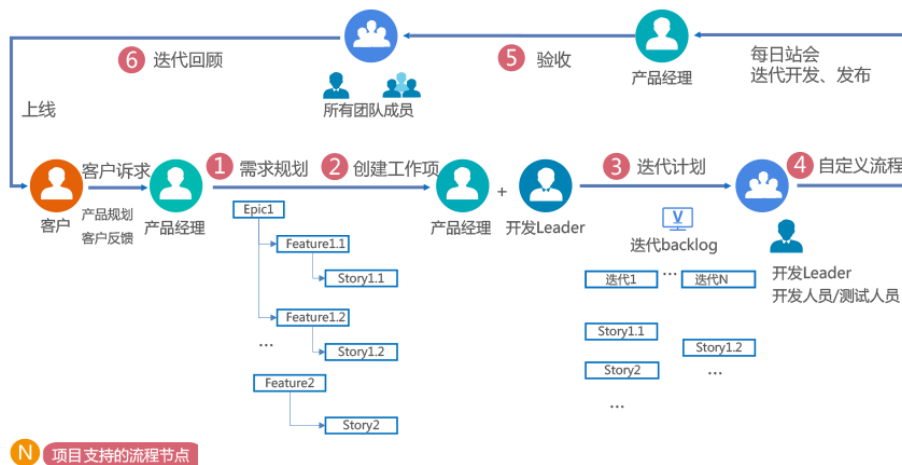 6 迭代回顾
5 验收
每日站会
迭代开发、发布
产品经理
所有团队成员
上线
客户诉求
1 需求规划
2 创建工作项
3 迭代计划
4 自定义流程
产品规划
客户反馈
客户
产品经理
产品经理
+
开发Leader
V
迭代backlog
Epic1
Feature1.1
Story1.1
Feature1.2
...
Story1.2
Feature2
Story2
迭代1
...
迭代N
开发Leader
开发人员/测试人员
Story1.1
Story1.2
Story2
...
...
N 项目支持的流程节点